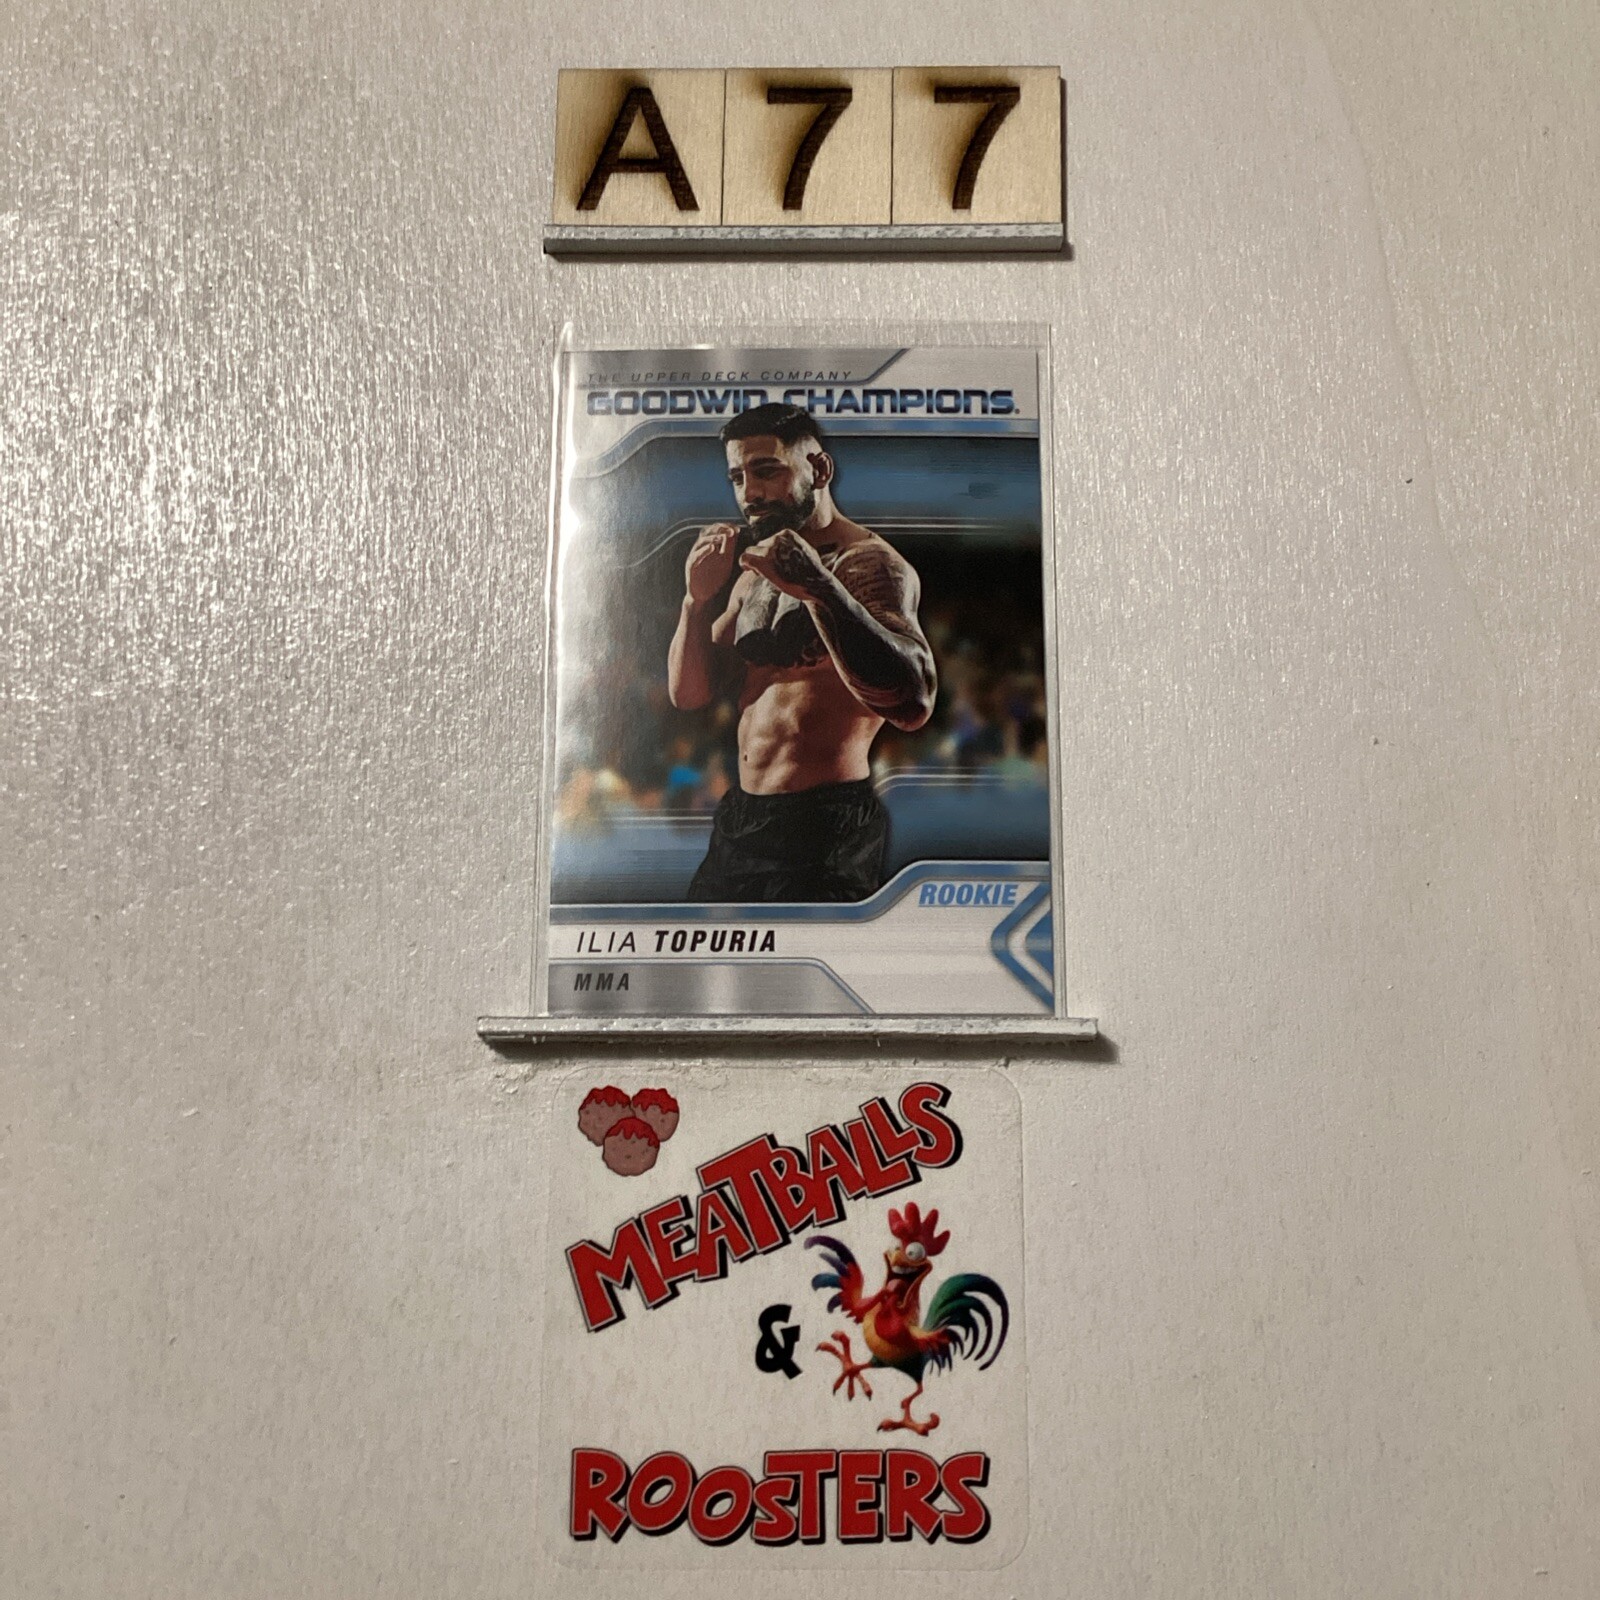 A77
THE UPPER DECK COMPANY
GOODWIN CHAMPIONS.
ROOKIE
ILIA TOPURIA
MMA
MEATBALLS
&
ROOSTERS